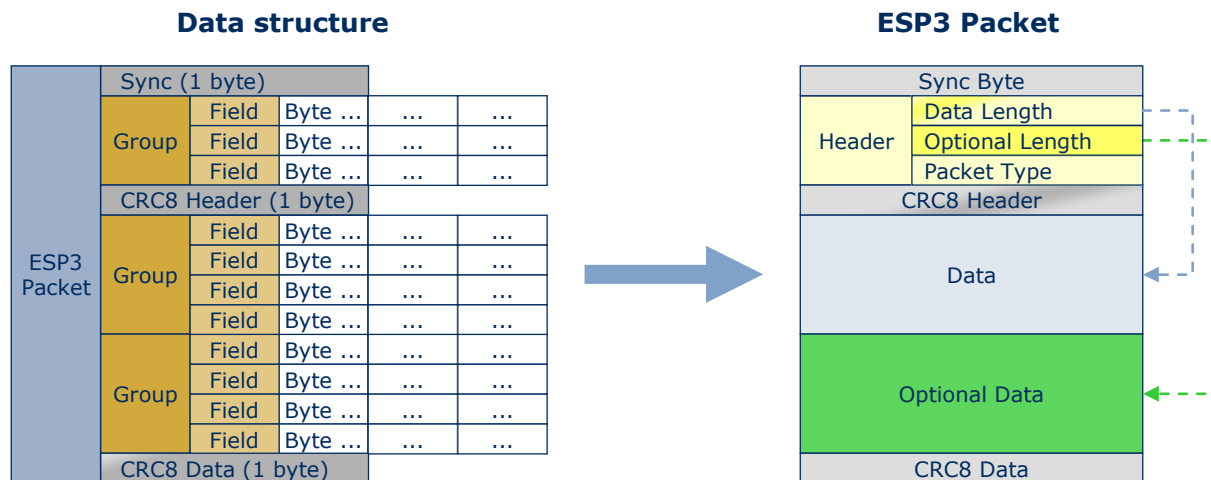 Data structure
ESP3 Packet
Sync (1 byte)
Group
Field Byte ... ... ...
Field Byte ... ... ...
Field Byte ... ... ...
CRC8 Header (1 byte)
ESP3
Packet
Group
Field Byte ... ... ...
Field Byte ... ... ...
Field Byte ... ... ...
Field Byte ... ... ...
Group
Field Byte ... ... ...
Field Byte ... ... ...
Field Byte ... ... ...
Field Byte ... ... ...
CRC8 Data (1 byte)
Sync Byte
Header
Data Length
Optional Length
Packet Type
CRC8 Header
Data
Optional Data
CRC8 Data